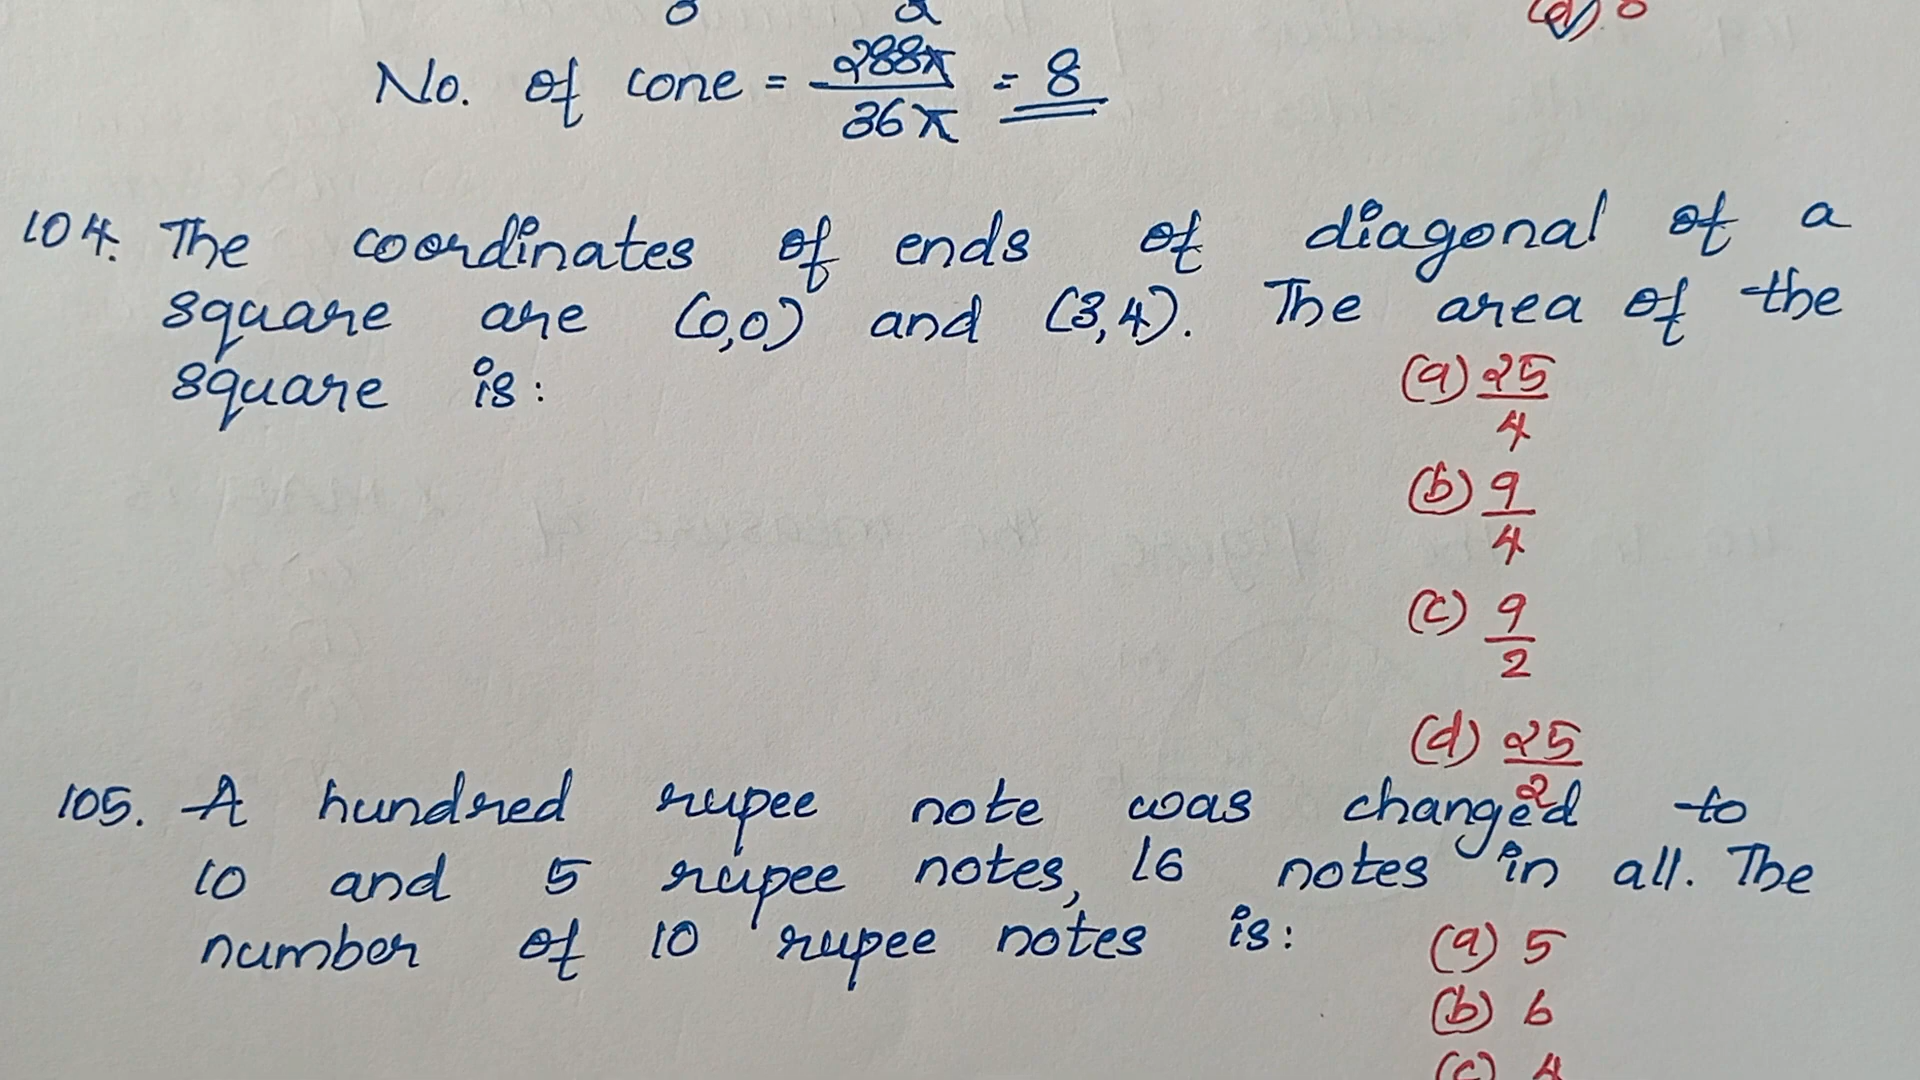 (d) 8
No. of cone = 288π/36π = 8
104. The coordinates of ends of diagonal of a
square are (0,0) and (3,4). The area of the
square is:
(a) 25/4
(b) 9/4
(c) 9/2
(d) 25/2
105. A hundred rupee note was changed to
10 and 5 rupee notes, 16 notes in all. The
number of 10 rupee notes is:
(a) 5
(b) 6
(c) 4